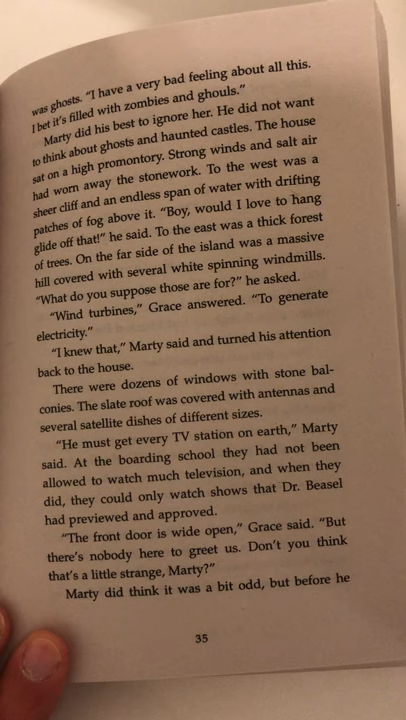 was ghosts. “I have a very bad feeling about all this.
I bet it’s filled with zombies and ghouls.”
Marty did his best to ignore her. He did not want
to think about ghosts and haunted castles. The house
sat on a high promontory. Strong winds and salt air
had worn away the stonework. To the west was a
sheer cliff and an endless span of water with drifting
patches of fog above it. “Boy, would I love to hang
glide off that!” he said. To the east was a thick forest
of trees. On the far side of the island was a massive
hill covered with several white spinning windmills.
“What do you suppose those are for?” he asked.
“Wind turbines,” Grace answered. “To generate
electricity.”
“I knew that,” Marty said and turned his attention
back to the house.
There were dozens of windows with stone bal-
conies. The slate roof was covered with antennas and
several satellite dishes of different sizes.
“He must get every TV station on earth,” Marty
said. At the boarding school they had not been
allowed to watch much television, and when they
did, they could only watch shows that Dr. Beasel
had previewed and approved.
“The front door is wide open,” Grace said. “But
there’s nobody here to greet us. Don’t you think
that’s a little strange, Marty?”
Marty did think it was a bit odd, but before he
35